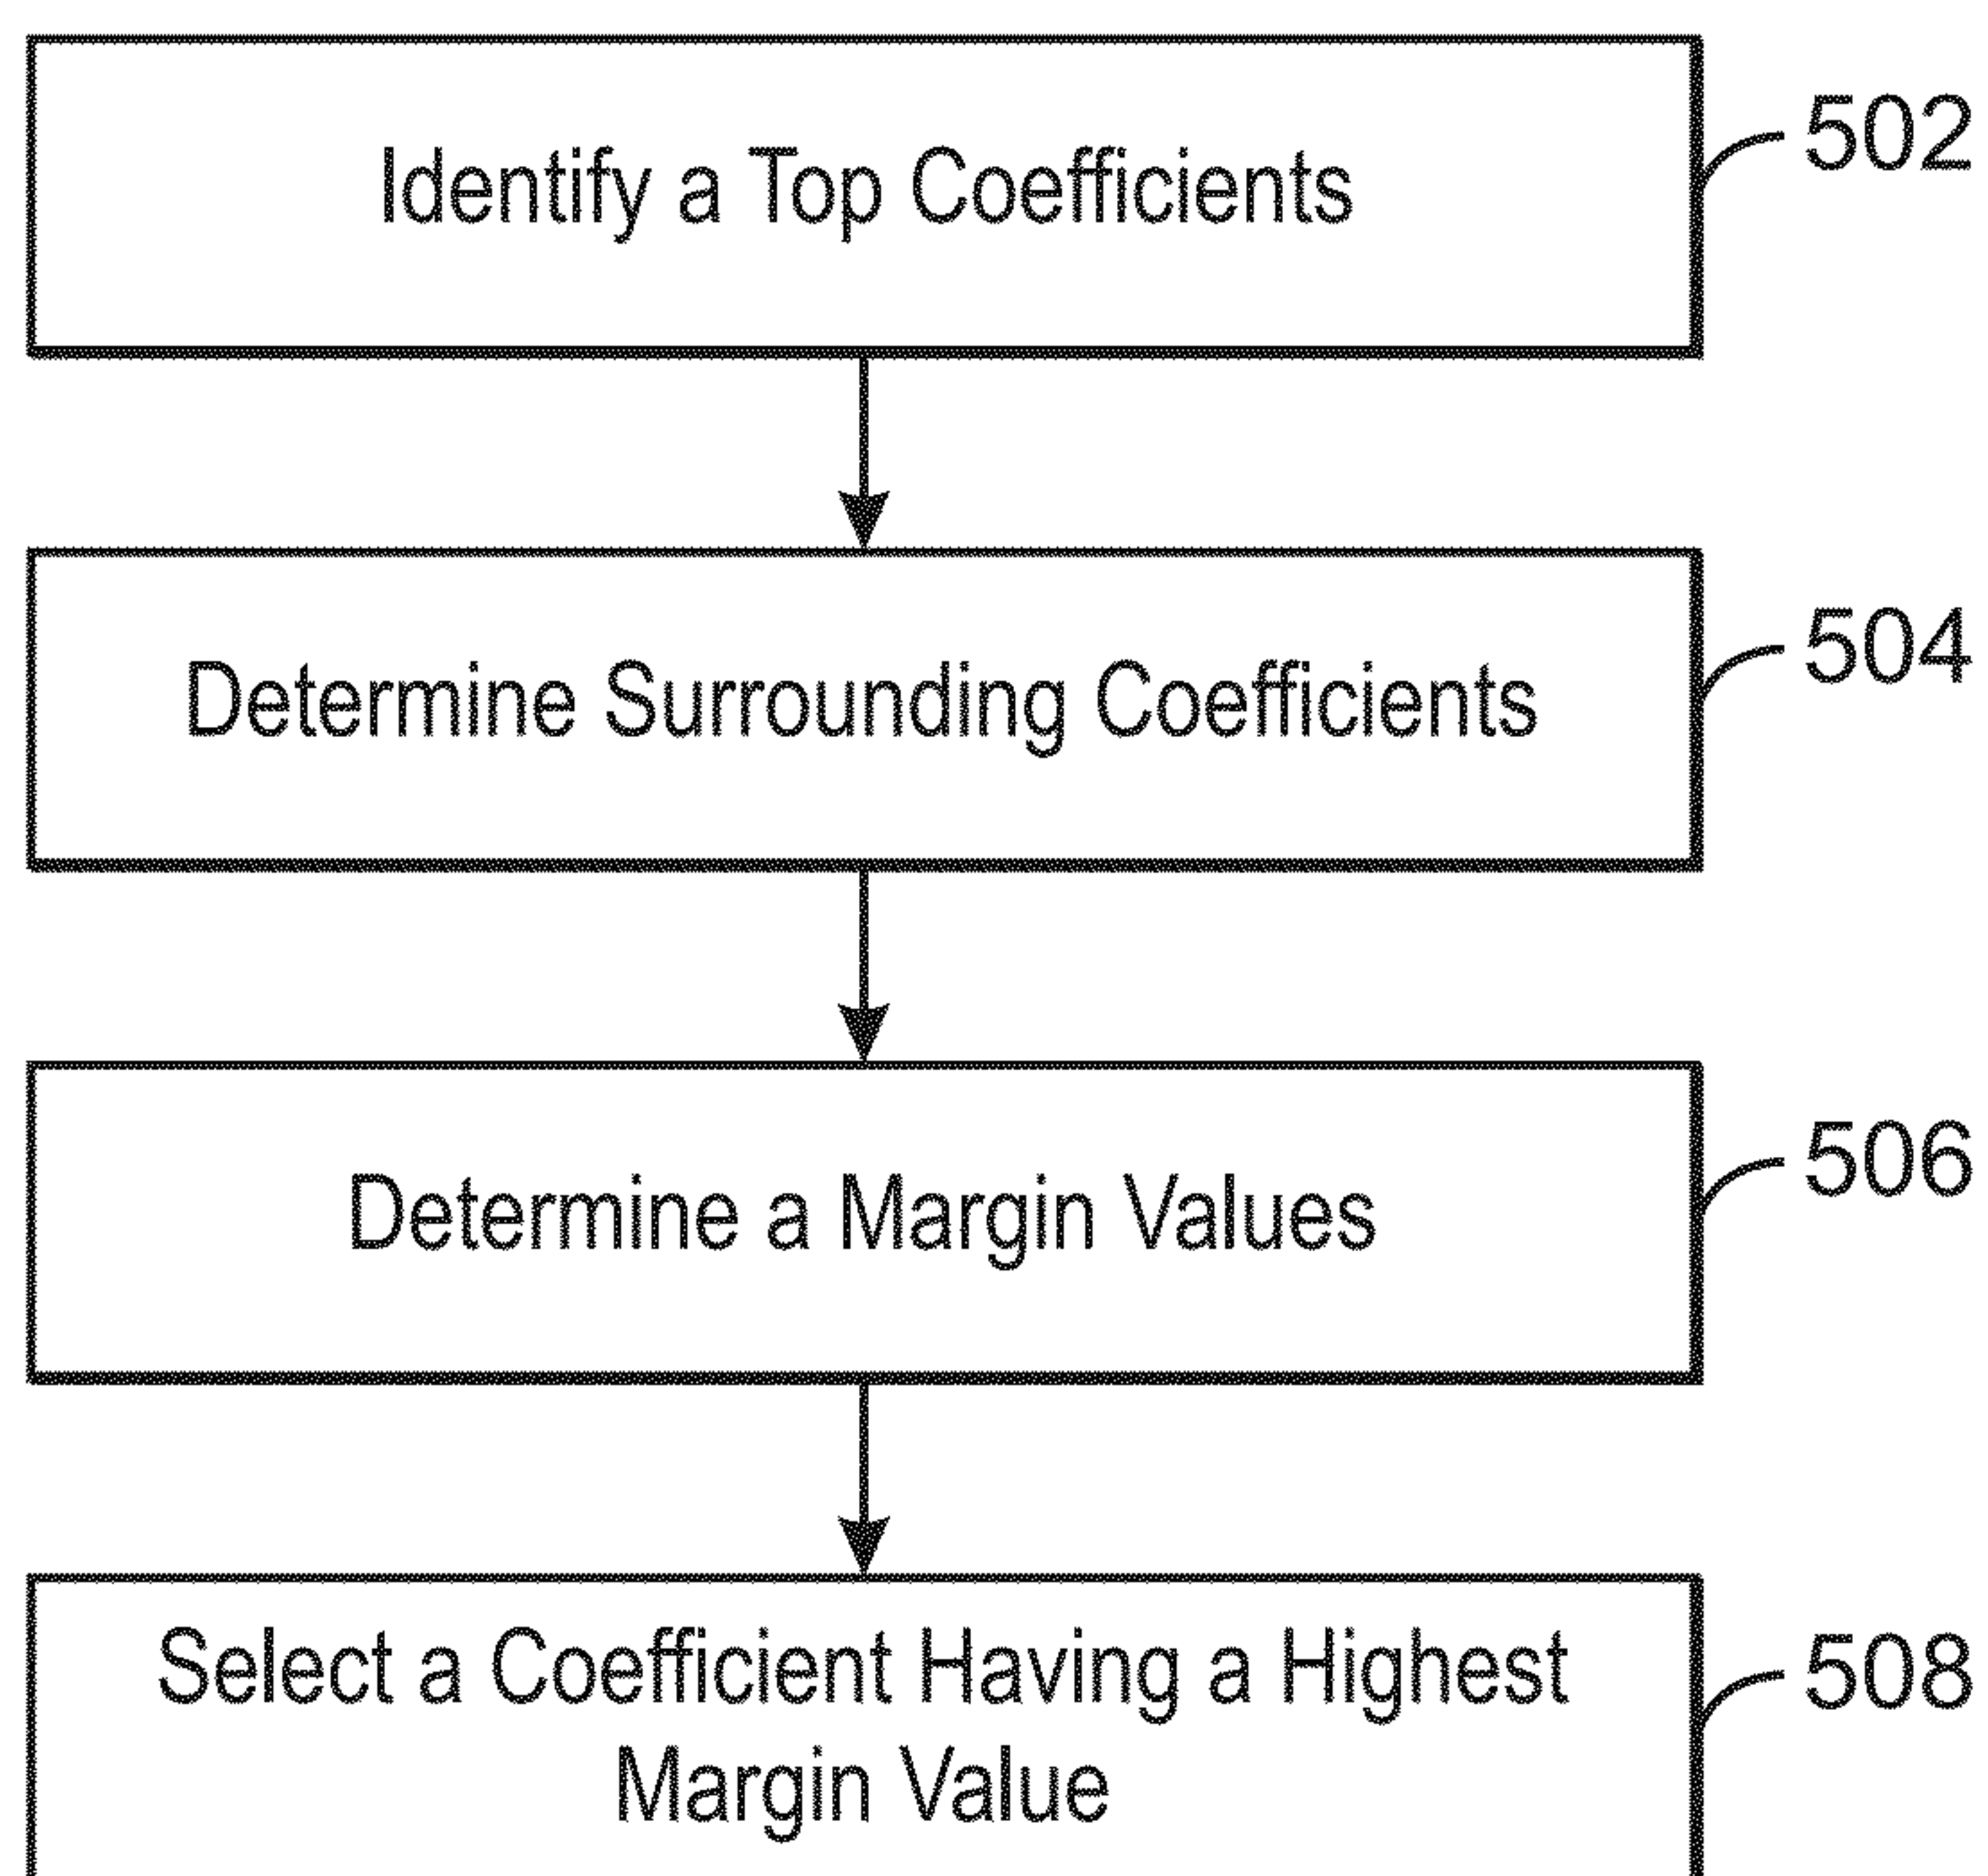 Identify a Top Coefficients
502
Determine Surrounding Coefficients
504
Determine a Margin Values
506
Select a Coefficient Having a Highest
Margin Value
508